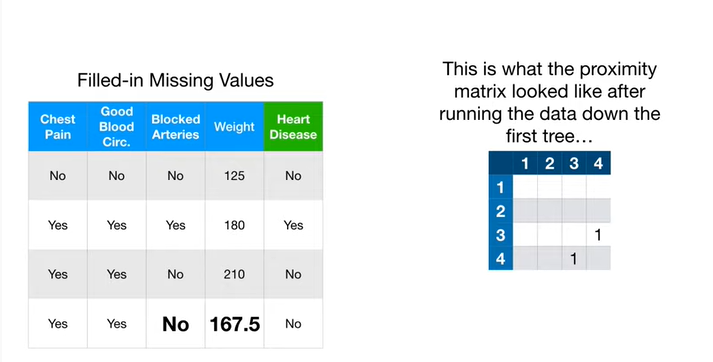 Filled-in Missing Values
Chest Pain Good Blood Circ. Blocked Arteries Weight Heart Disease
No No No 125 No
Yes Yes Yes 180 Yes
Yes Yes No 210 No
Yes Yes No 167.5 No
This is what the proximity
matrix looked like after
running the data down the
first tree…
1 2 3 4
1
2
3 1
4 1